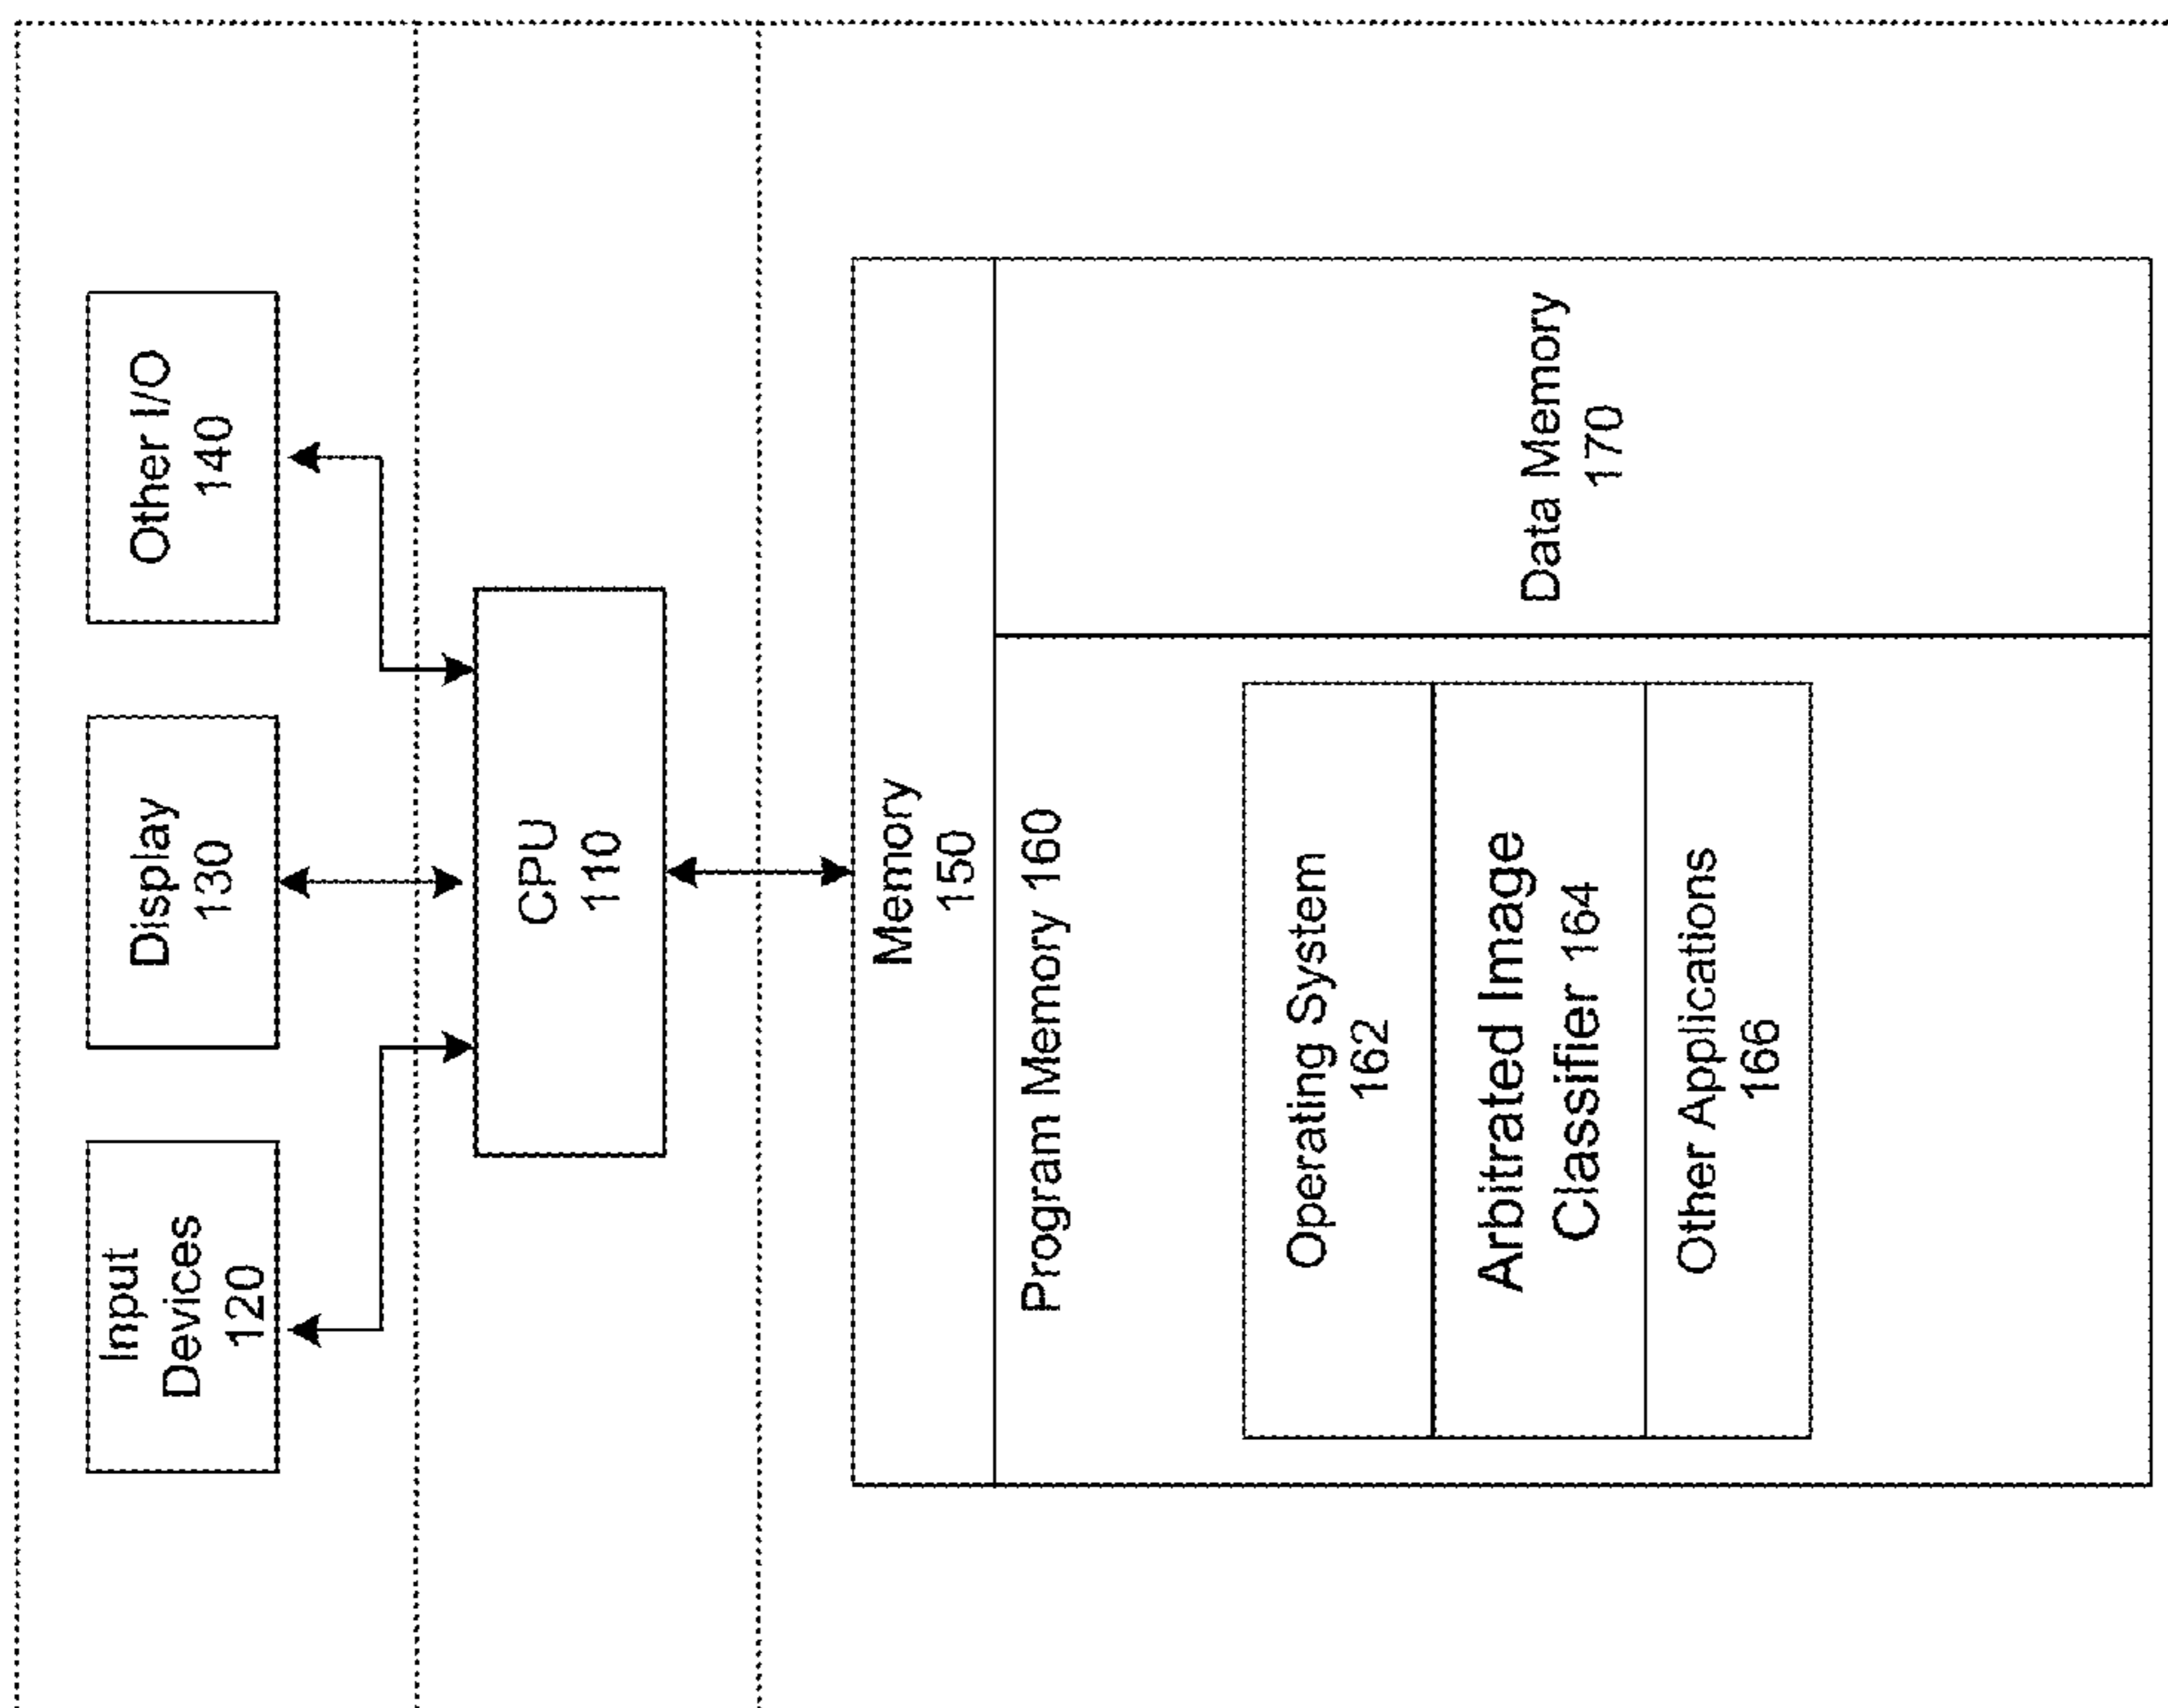 Input
Devices
120
Display
130
Other I/O
140
CPU
110
Memory
150
Program Memory 160
Operating System
162
Arbitrated Image
Classifier 164
Other Applications
166
Data Memory
170